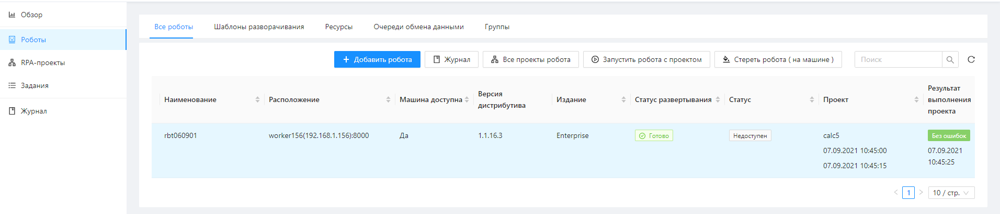 Обзор
Роботы
RPA-проекты
Задания
Журнал
Все роботы Шаблоны разворачивания Ресурсы Очереди обмена данными Группы
Добавить робота Журнал Все проекты робота Запустить робота с проектом Стереть робота ( на машине ) Поиск
Наименование Расположение Машина доступна Версия дистрибутива Издание Статус развертывания Статус Проект Результат выполнения проекта
rbt060901 worker156(192.168.1.156):8000 Да 1.1.16.3 Enterprise Готово Недоступен calc5 Без ошибок
07.09.2021 10:45:00 07.09.2021
10:45:25
07.09.2021 10:45:15
1 10 / стр.